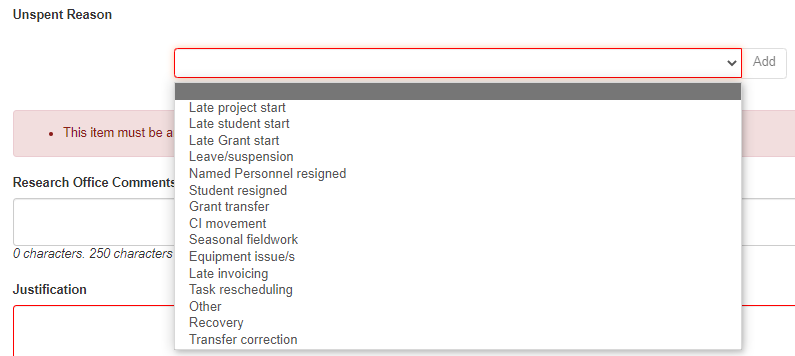 Unspent Reason
Add
Late project start
Late student start
This item must be a
Late Grant start
Leave/suspension
Named Personnel resigned
Research Office Comments
Student resigned
Grant transfer
CI movement
Seasonal fieldwork
0 characters. 250 characters
Equipment issue/s
Late invoicing
Justification
Task rescheduling
Other
Recovery
Transfer correction